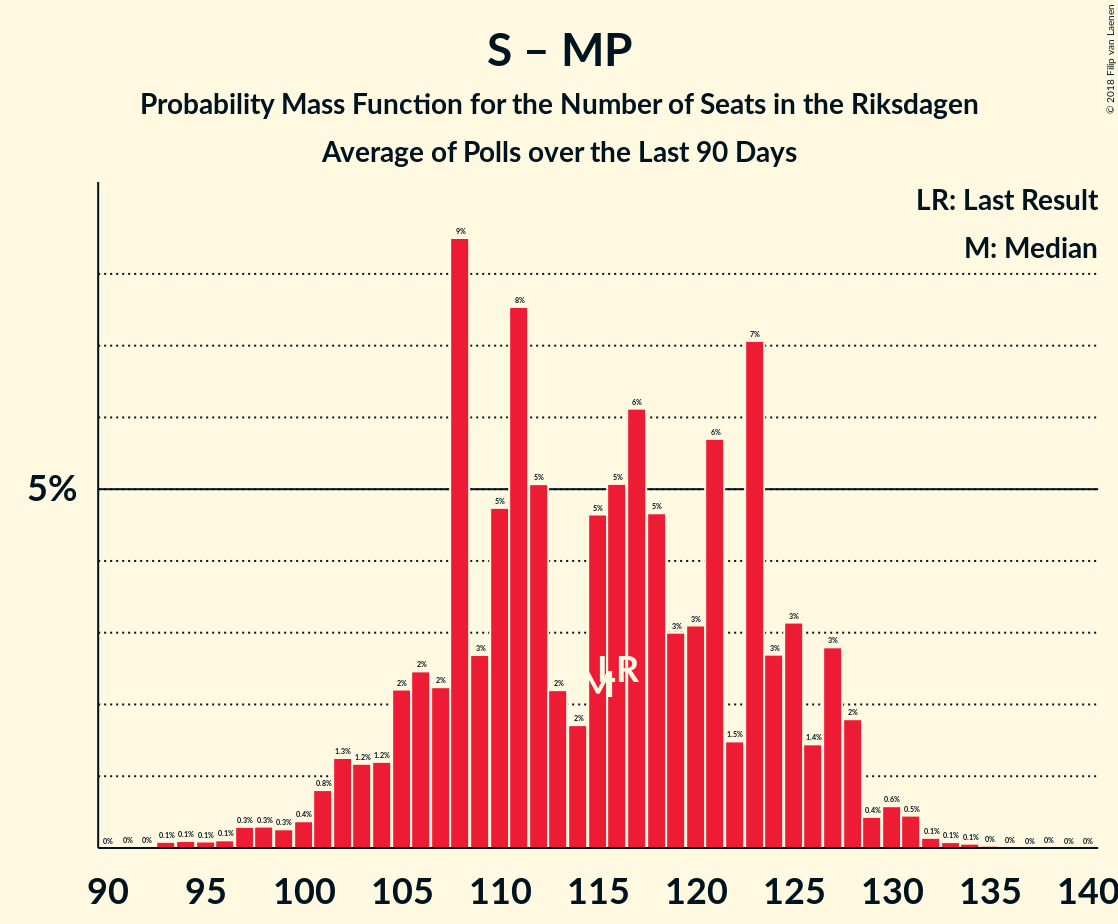 S – MP
Probability Mass Function for the Number of Seats in the Riksdagen
Average of Polls over the Last 90 Days
© 2018 Filip van Laenen
LR: Last Result
M: Median
5%
0% 0% 0% 0.1% 0.1% 0.1% 0.1% 0.3% 0.3% 0.3% 0.4% 0.8% 1.3% 1.2% 1.2% 2% 2% 2% 9% 3% 5% 8% 5% 2% 2% 5% 5% 6% 5% 3% 3% 6% 1.5% 7% 3% 3% 1.4% 3% 2% 0.4% 0.6% 0.5% 0.1% 0.1% 0.1% 0% 0% 0% 0% 0% 0%
LR
M
90 95 100 105 110 115 120 125 130 135 140